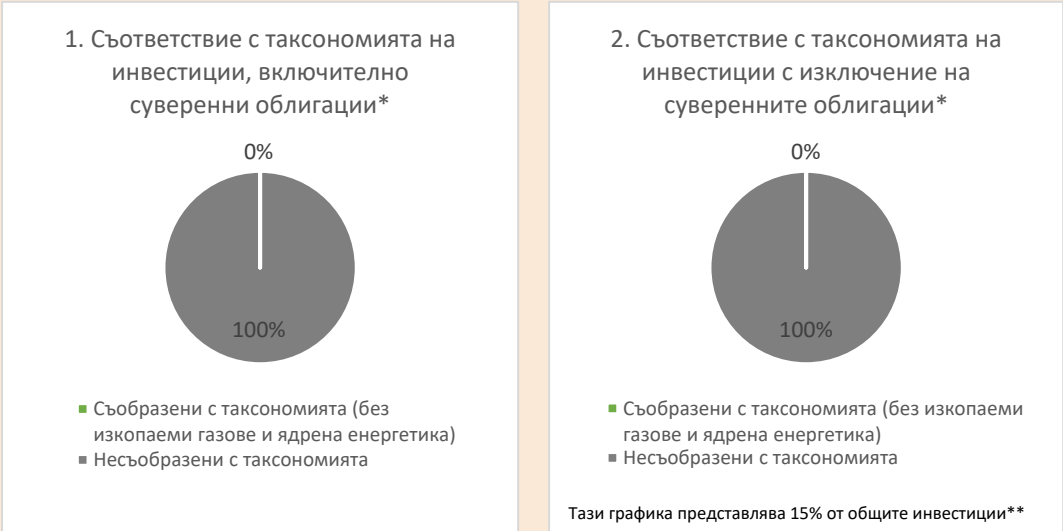 1. Съответствие с таксономията на
инвестиции, включително
суверенни облигации*
0%
100%
Съобразени с таксономията (без
изкопаеми газове и ядрена енергетика)
Несъобразени с таксономията
2. Съответствие с таксономията на
инвестиции с изключение на
суверенните облигации*
0%
100%
Съобразени с таксономията (без изкопаеми
газове и ядрена енергетика)
Несъобразени с таксономията
Тази графика представлява 15% от общите инвестиции**